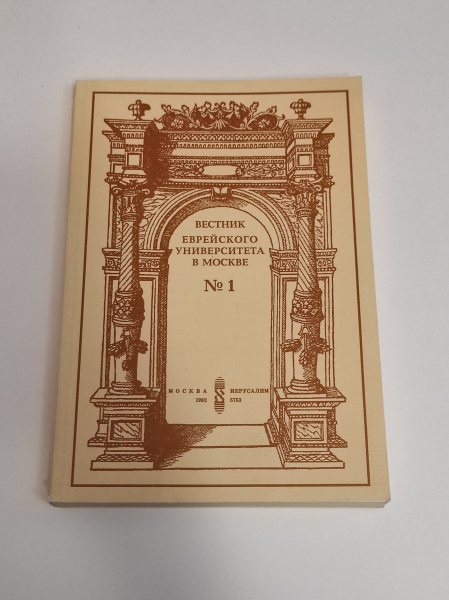 ВЕСТНИК
ЕВРЕЙСКОГО
УНИВЕРСИТЕТА
В МОСКВЕ
№ 1
МОСКВА ИЕРУСАЛИМ
1992 5753